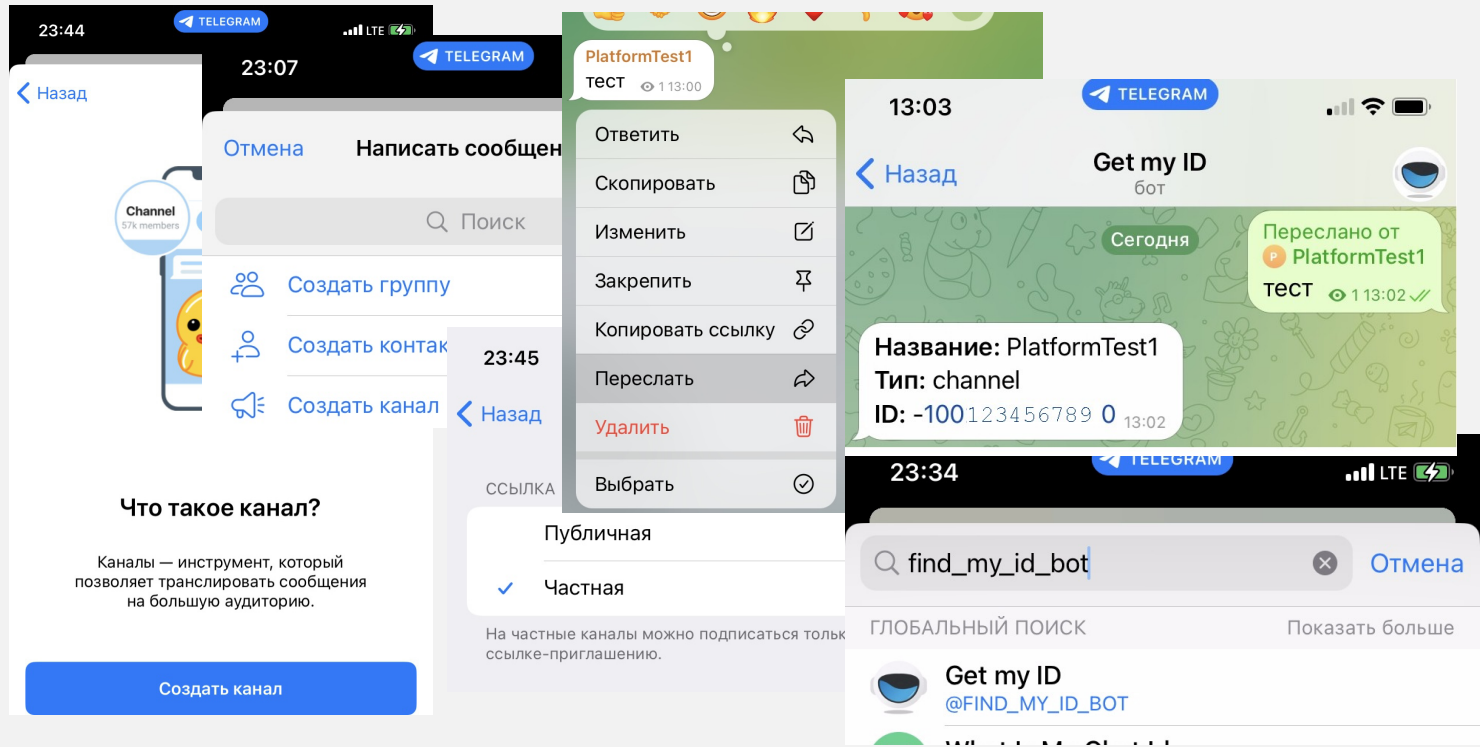 23:44
TELEGRAM
LTE
Назад
Channel
57k members
Что такое канал?
Каналы — инструмент, который
позволяет транслировать сообщения
на большую аудиторию.
Создать канал
23:07
TELEGRAM
Отмена
Написать сообщен
Поиск
Создать группу
Создать контак
Создать канал
23:45
Назад
ССЫЛКА
Публичная
Частная
На частные каналы можно подписаться тольк
ссылке-приглашению.
PlatformTest1
тест 1 13:00
Ответить
Скопировать
Изменить
Закрепить
Копировать ссылку
Переслать
Удалить
Выбрать
13:03
TELEGRAM
Назад
Get my ID
бот
Сегодня
Переслано от
P PlatformTest1
тест 1 13:02
Название: PlatformTest1
Тип: channel
ID: -100123456789 0 13:02
23:34
TELEGRAM
LTE
find_my_id_bot
Отмена
ГЛОБАЛЬНЫЙ ПОИСК
Показать больше
Get my ID
@FIND_MY_ID_BOT